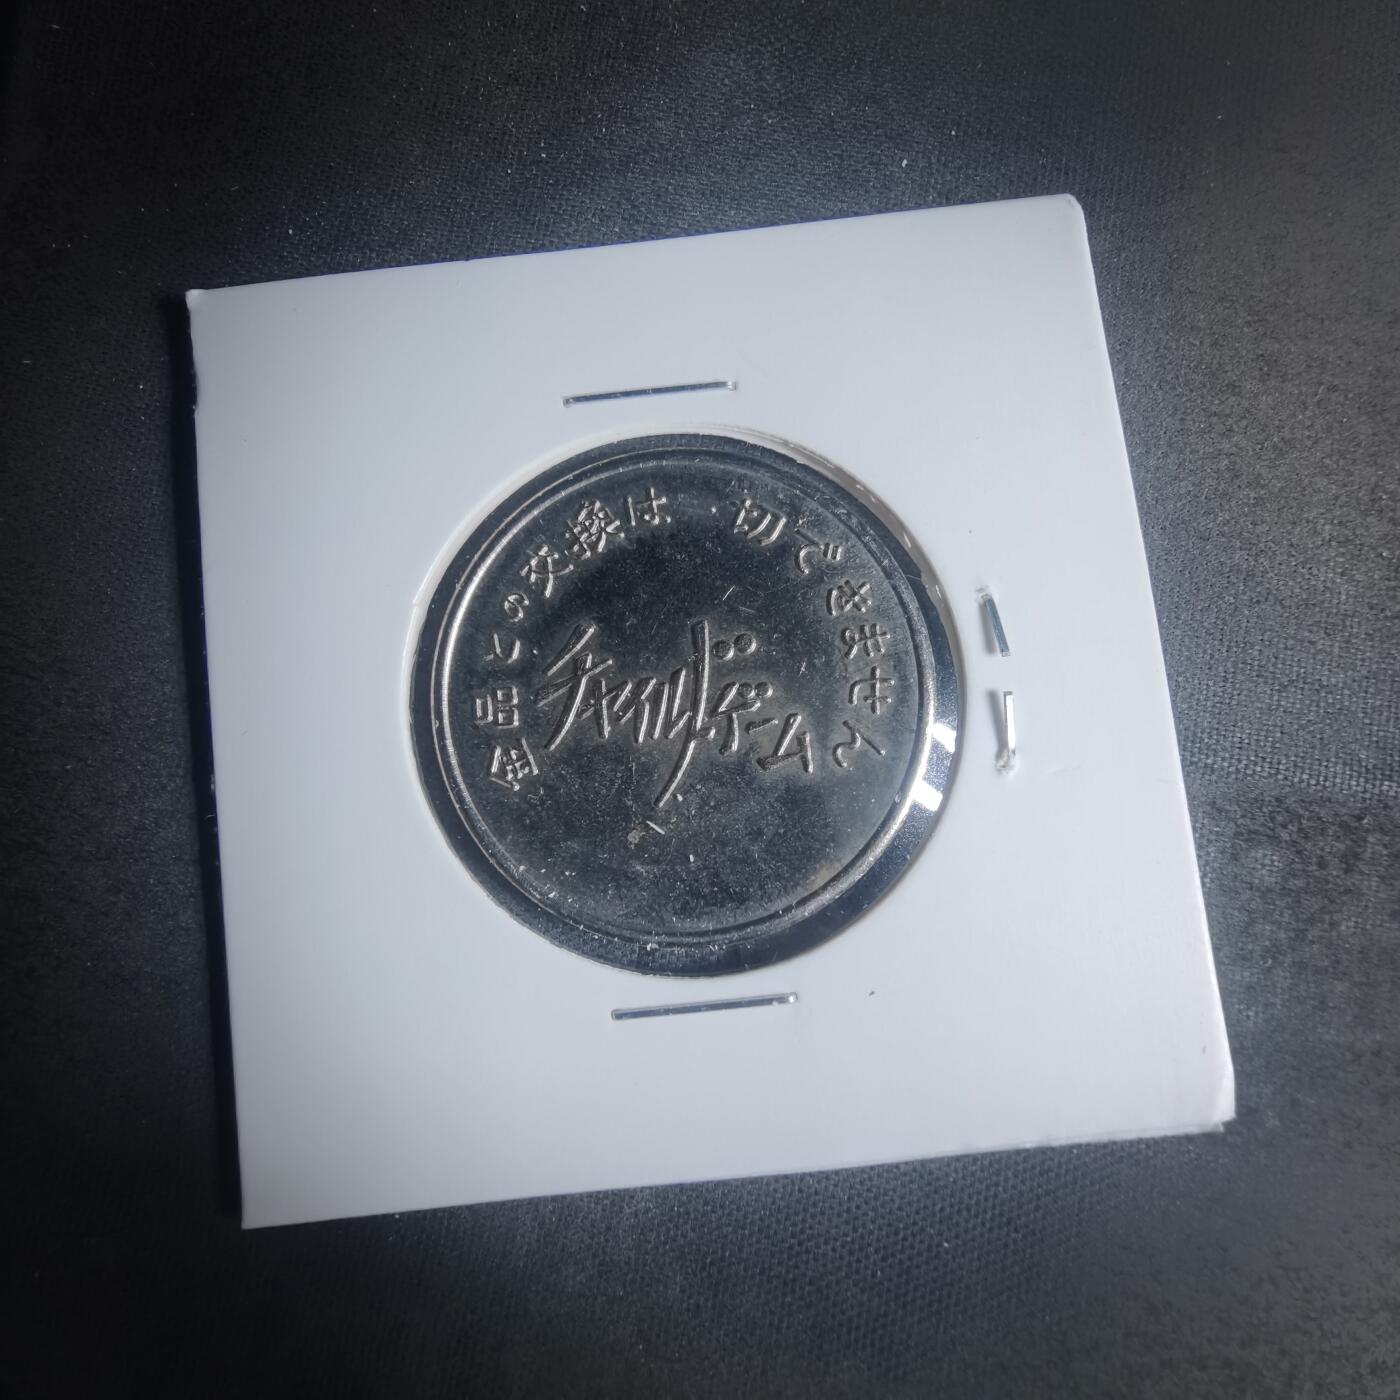 金品との交換は一切できません
チャイルド
ゲーム